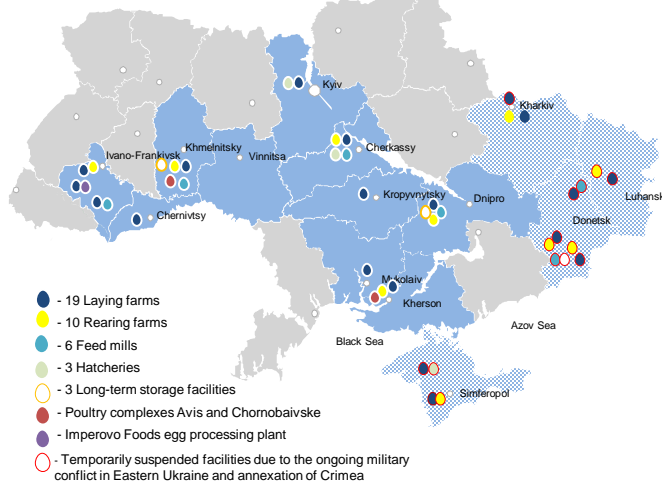 Kyiv
Kharkiv
Ivano-Frankivsk
Khmelnitsky
Vinnitsa
Cherkassy
Luhansk
Kropyvnytsky
Dnipro
Chernivtsy
Donetsk
Mykolaiv
Kherson
Azov Sea
Black Sea
Simferopol
- 19 Laying farms
- 10 Rearing farms
- 6 Feed mills
- 3 Hatcheries
- 3 Long-term storage facilities
- Poultry complexes Avis and Chornobaivske
- Imperovo Foods egg processing plant
- Temporarily suspended facilities due to the ongoing military
conflict in Eastern Ukraine and annexation of Crimea